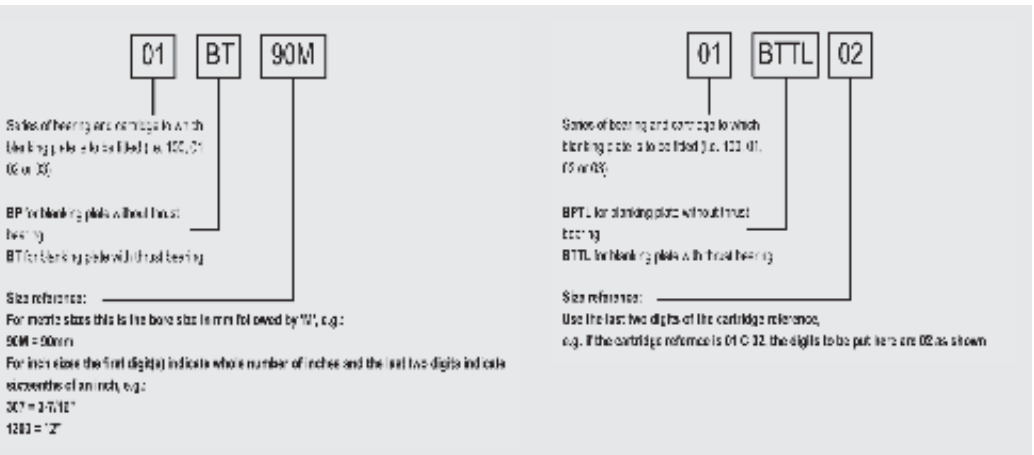 01 BT 90M
Series of bearing and cartridge to which
blanking plate is to be fitted (i.e. 100, 01
02 or 03)
BP for blanking plate without thrust
bearing
BT for blanking plate with thrust bearing
Size reference:
For metric sizes this is the bore size in mm followed by 'M', e.g.:
90M = 90mm
For inch sizes the first digit(s) indicate whole number of inches and the last two digits indicate
sixteenths of an inch, e.g.:
307 = 3-7/16"
1200 = 12"
01 BTTL 02
Series of bearing and cartridge to which
blanking plate is to be fitted (i.e. 100, 01,
02 or 03)
BPTL for blanking plate without thrust
bearing
BTTL for blanking plate with thrust bearing
Size reference:
Use the last two digits of the cartridge reference,
e.g. if the cartridge refernce is 01 C 02, the digits to be put here are 02 as shown